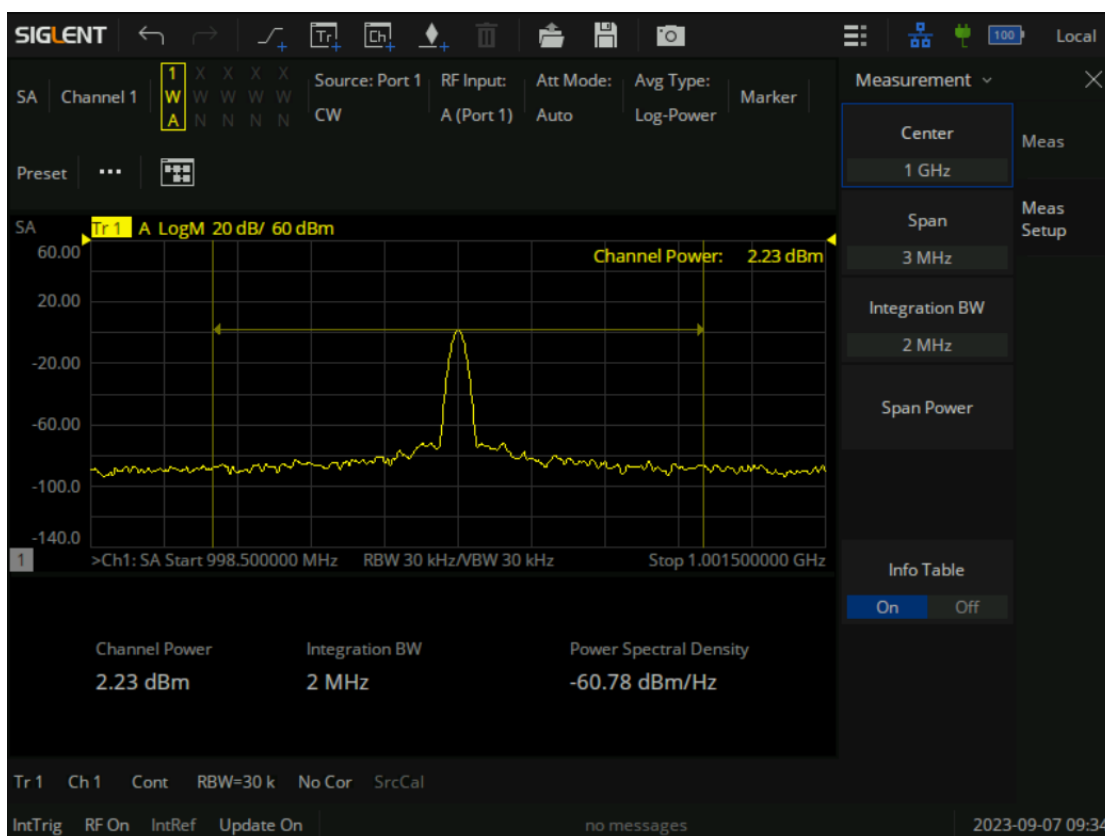 SIGLENT Tr Ch 100 Local
SA Channel 1 1 W A X W N X W N X W N X W N Source: Port 1 CW RF Input: A (Port 1) Att Mode: Auto Avg Type: Log-Power Marker
Preset ...
SA Tr 1 A LogM 20 dB/ 60 dBm
Channel Power: 2.23 dBm
60.00
20.00
-20.00
-60.00
-100.0
-140.0
1 >Ch1: SA Start 998.500000 MHz RBW 30 kHz/VBW 30 kHz Stop 1.001500000 GHz
Channel Power Integration BW Power Spectral Density
2.23 dBm 2 MHz -60.78 dBm/Hz
Measurement
Center
1 GHz
Span
3 MHz
Integration BW
2 MHz
Span Power
Info Table
On Off
Meas
Meas
Setup
Tr 1 Ch 1 Cont RBW=30 k No Cor SrcCal
IntTrig RF On IntRef Update On no messages 2023-09-07 09:34